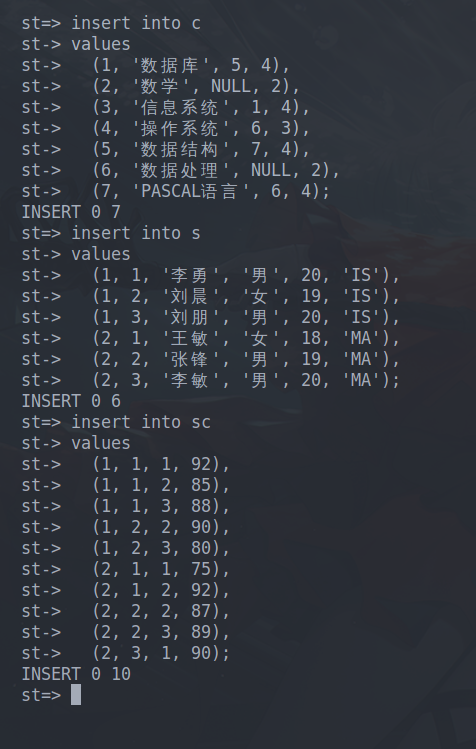 st=> insert into c
st-> values
st->   (1, '数据库', 5, 4),
st->   (2, '数学', NULL, 2),
st->   (3, '信息系统', 1, 4),
st->   (4, '操作系统', 6, 3),
st->   (5, '数据结构', 7, 4),
st->   (6, '数据处理', NULL, 2),
st->   (7, 'PASCAL语言', 6, 4);
INSERT 0 7
st=> insert into s
st-> values
st->   (1, 1, '李勇', '男', 20, 'IS'),
st->   (1, 2, '刘晨', '女', 19, 'IS'),
st->   (1, 3, '刘朋', '男', 20, 'IS'),
st->   (2, 1, '王敏', '女', 18, 'MA'),
st->   (2, 2, '张锋', '男', 19, 'MA'),
st->   (2, 3, '李敏', '男', 20, 'MA');
INSERT 0 6
st=> insert into sc
st-> values
st->   (1, 1, 1, 92),
st->   (1, 1, 2, 85),
st->   (1, 1, 3, 88),
st->   (1, 2, 2, 90),
st->   (1, 2, 3, 80),
st->   (2, 1, 1, 75),
st->   (2, 1, 2, 92),
st->   (2, 2, 2, 87),
st->   (2, 2, 3, 89),
st->   (2, 3, 1, 90);
INSERT 0 10
st=>